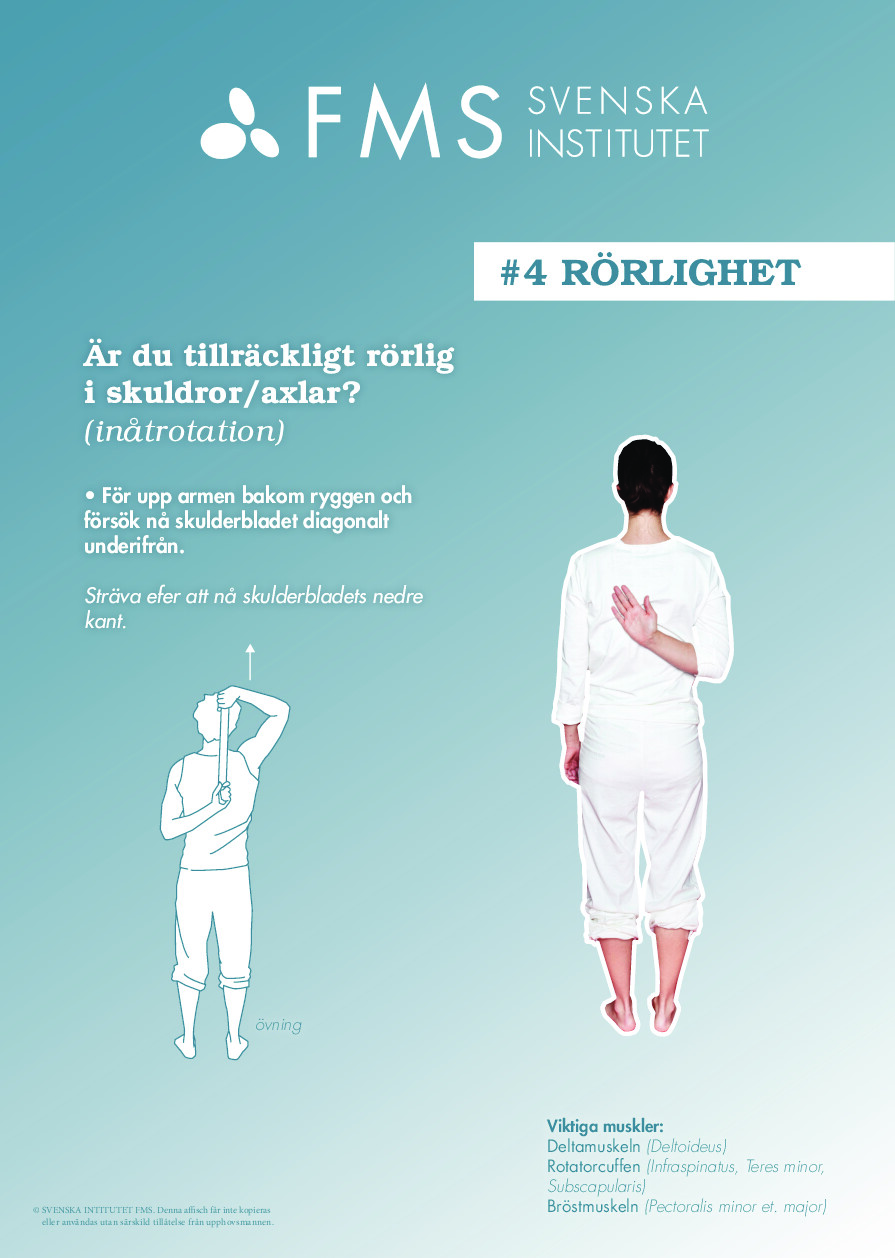 FMS SVENSKA
INSTITUTET
#4 RÖRLIGHET
Är du tillräckligt rörlig
i skuldror/axlar?
(inåtrotation)
• För upp armen bakom ryggen och
försök nå skulderbladet diagonalt
underifrån.
Sträva efer att nå skulderbladets nedre
kant.
övning
Viktiga muskler:
Deltamuskeln (Deltoideus)
Rotatorcuffen (Infraspinatus, Teres minor,
Subscapularis)
Bröstmuskeln (Pectoralis minor et. major)
© SVENSKA INTITUTET FMS. Denna affisch får inte kopieras
eller användas utan särskild tillåtelse från upphovsmannen.